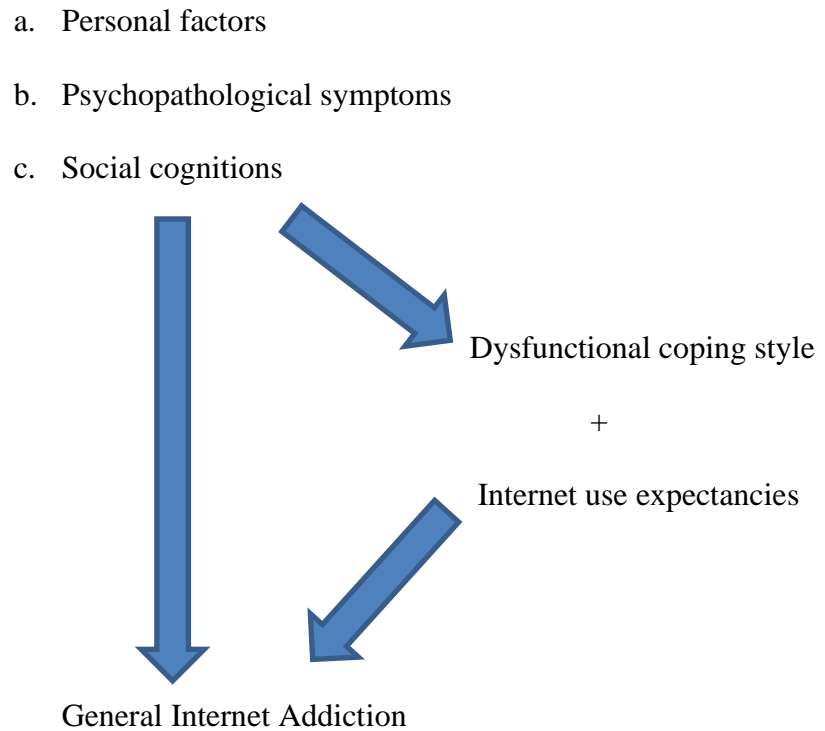 a. Personal factors
b. Psychopathological symptoms
c. Social cognitions
Dysfunctional coping style
+
Internet use expectancies
General Internet Addiction